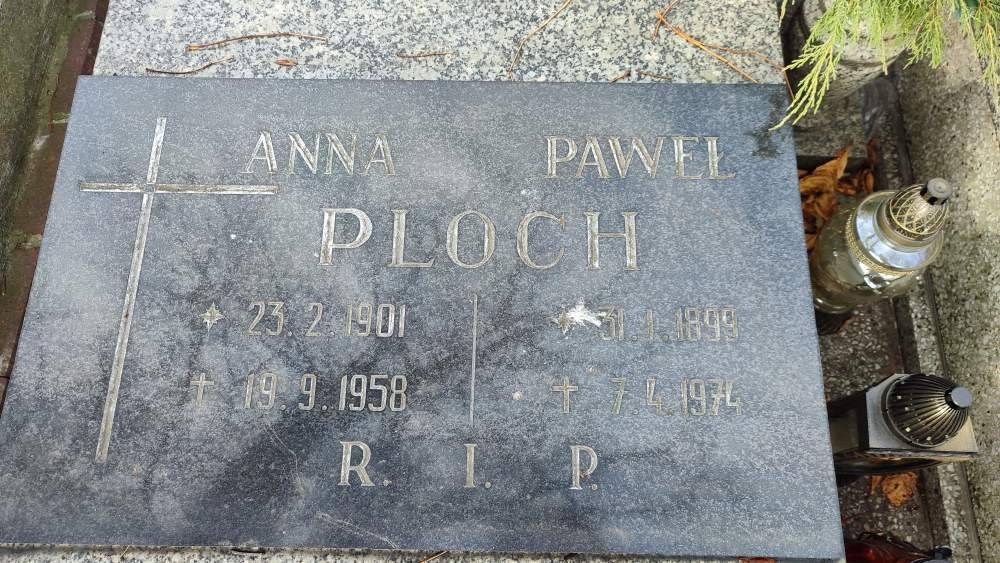 ANNA PAWEŁ
PLOCH
23.2.1901 31.1.1899
19.9.1958 7.4.1974
R. I. P.